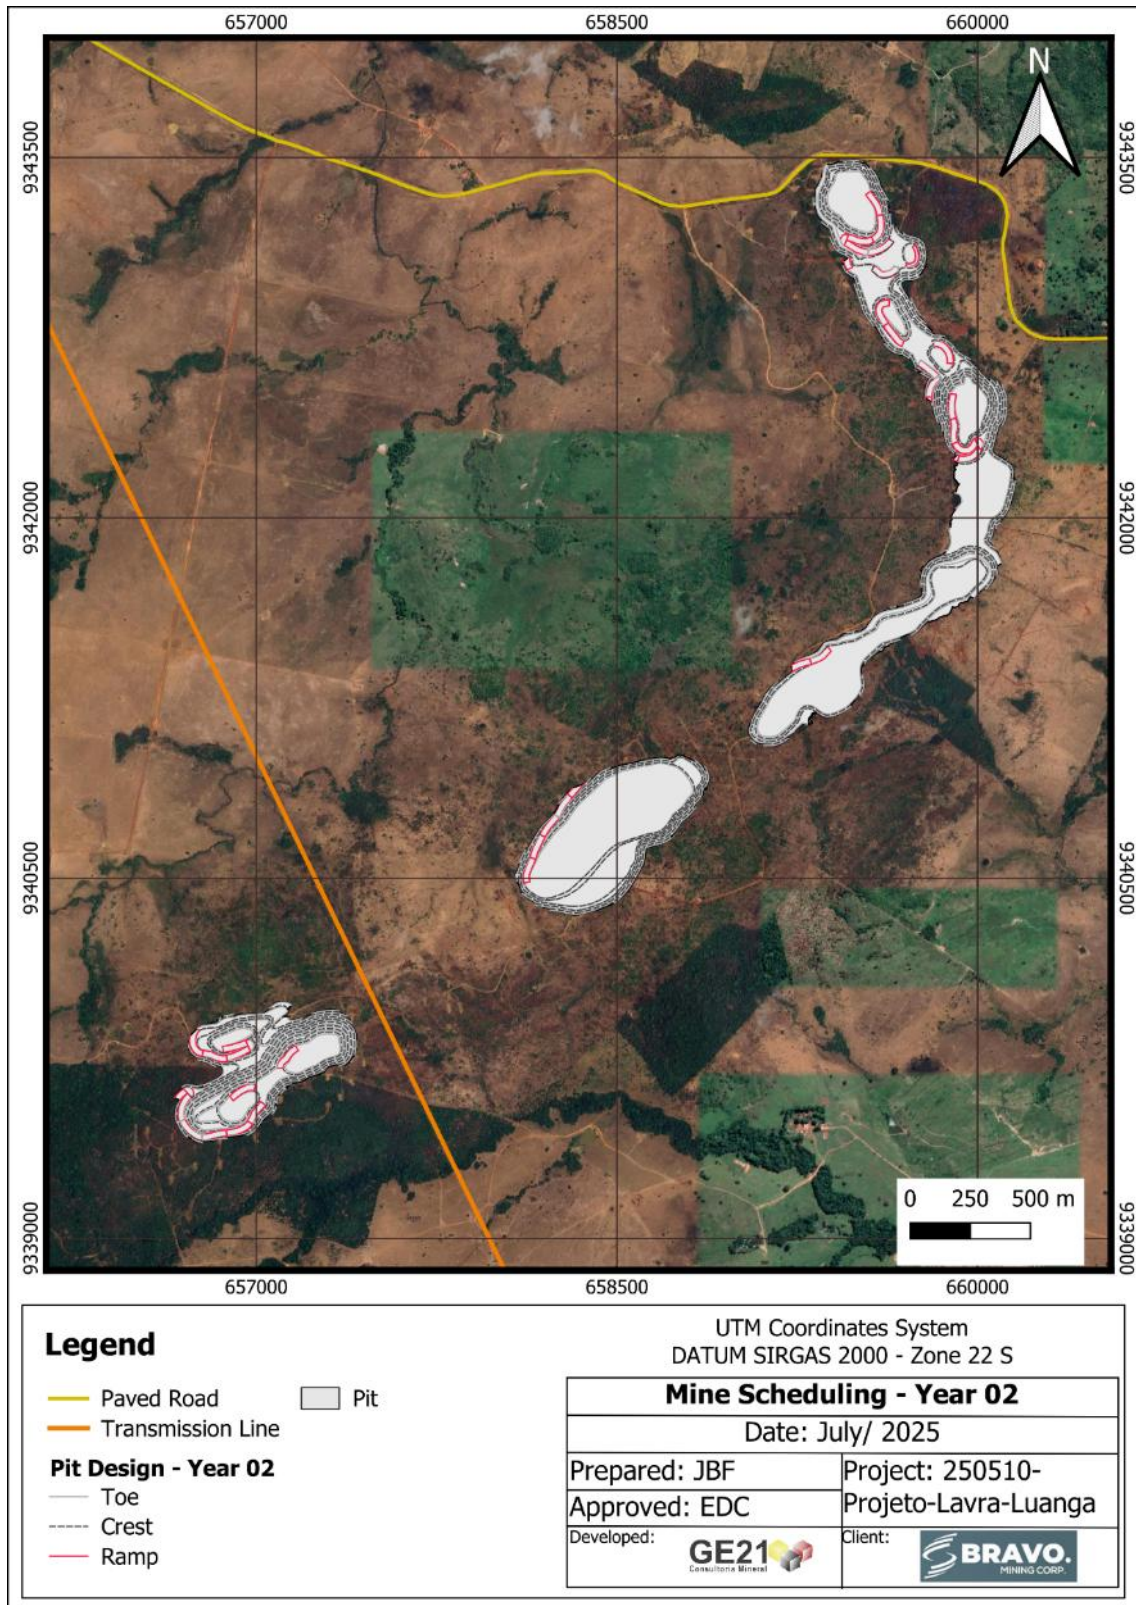 657000 658500 660000
N
9343500 9343500
9342000 9342000
9340500 9340500
0 250 500 m
9339000 9339000
657000 658500 660000
Legend
Paved Road Pit
Transmission Line
Pit Design - Year 02
Toe
Crest
Ramp
UTM Coordinates System
DATUM SIRGAS 2000 - Zone 22 S
Mine Scheduling - Year 02
Date: July/ 2025
Prepared: JBF
Approved: EDC
Project: 250510-
Projeto-Lavra-Luanga
Developed:
GE21
Consultoria Mineral
Client:
BRAVO.
MINING CORP.